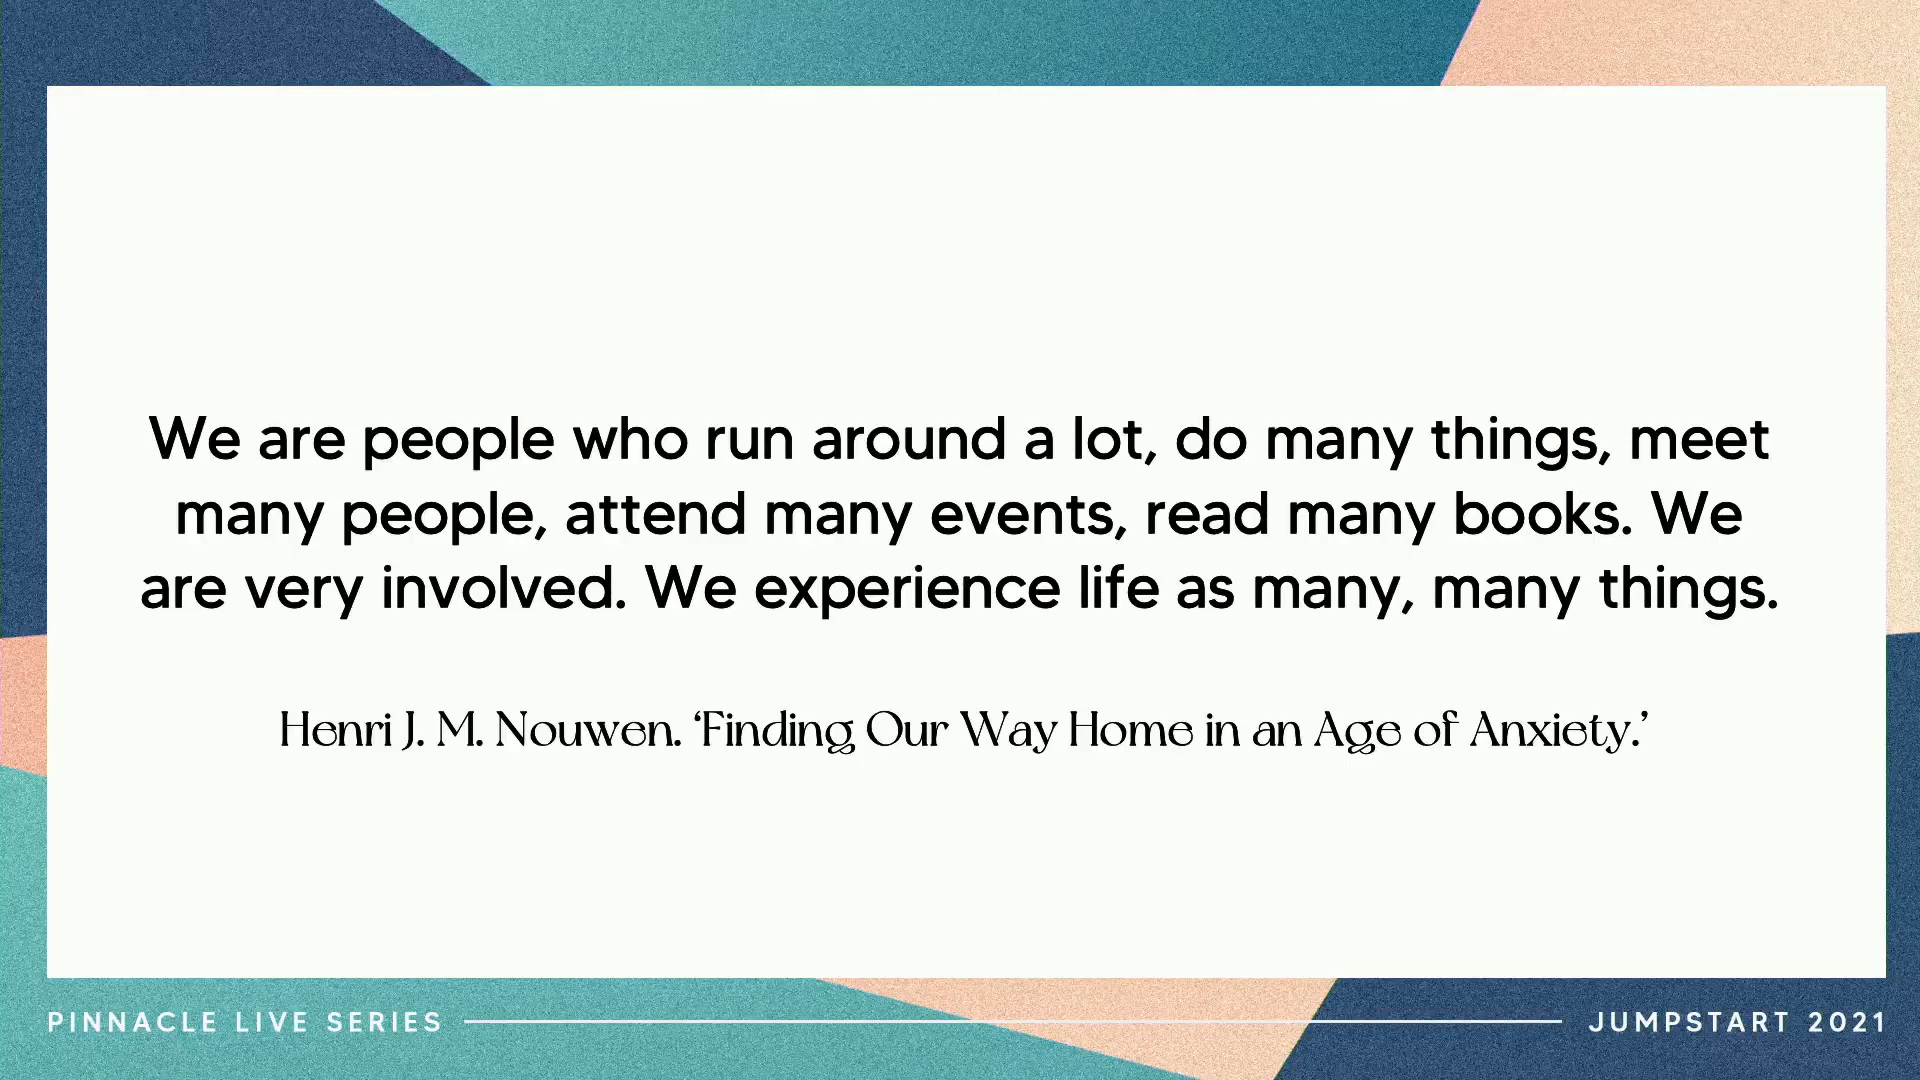 We are people who run around a lot, do many things, meet
many people, attend many events, read many books. We
are very involved. We experience life as many, many things.
Henri J. M. Nouwen. ‘Finding Our Way Home in an Age of Anxiety.’
PINNACLE LIVE SERIES
JUMPSTART 2021